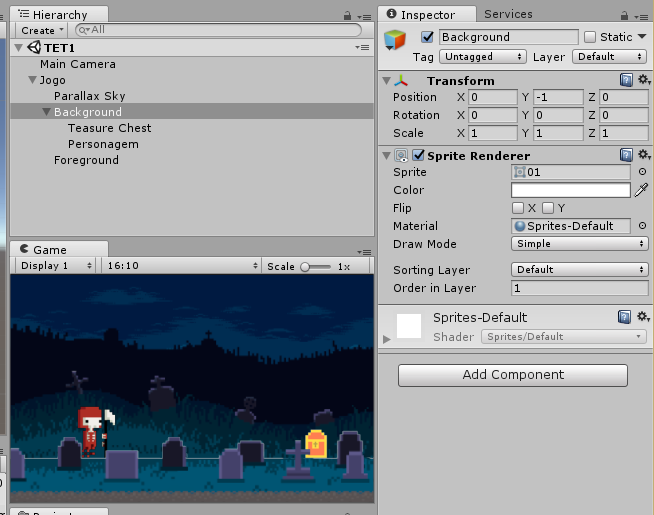 Hierarchy
Create
All
TET1
Main Camera
Jogo
Parallax Sky
Background
Teasure Chest
Personagem
Foreground
Game
Display 1
16:10
Scale
1x
Inspector
Services
Background
Static
Tag
Untagged
Layer
Default
Transform
Position X 0 Y -1 Z 0
Rotation X 0 Y 0 Z 0
Scale X 1 Y 1 Z 1
Sprite Renderer
Sprite 01
Color
Flip X Y
Material Sprites-Default
Draw Mode Simple
Sorting Layer Default
Order in Layer 1
Sprites-Default
Shader Sprites/Default
Add Component